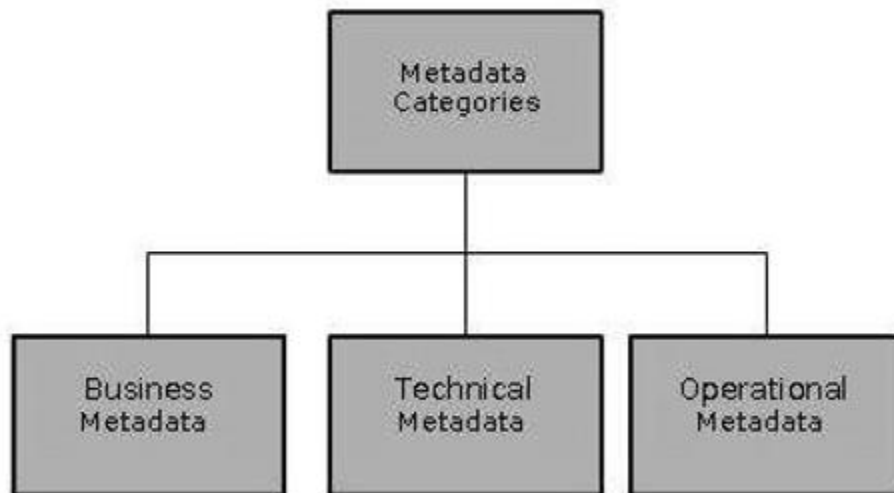 Metadata
Categories
Business
Metadata
Technical
Metadata
Operational
Metadata